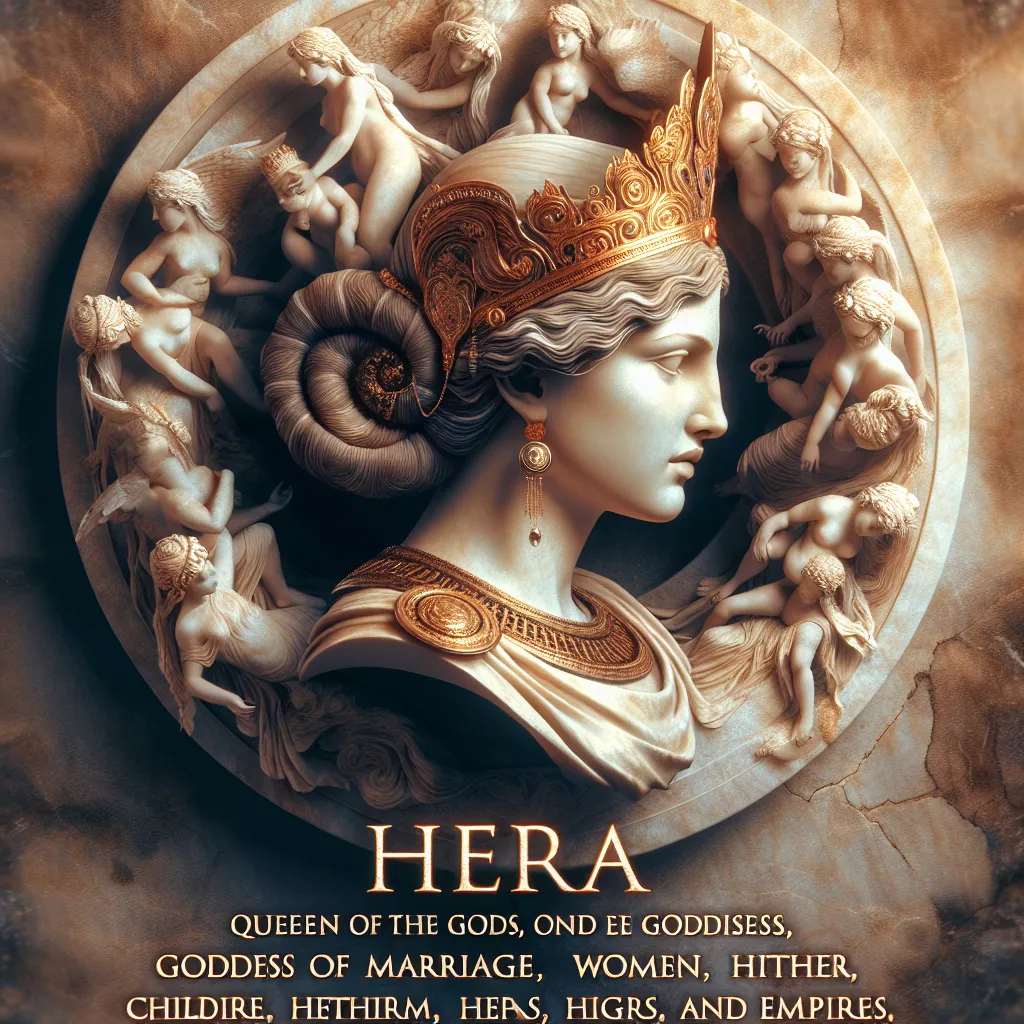 HERA
QUEEEN OF THE GODS, OND EE GODDISESS,
GODDESS OF MARRIAGE, WOMEN, HITHER,
CHILDIRE, HETHIRM, HEAS, HIGRS, AND EMPIRES.